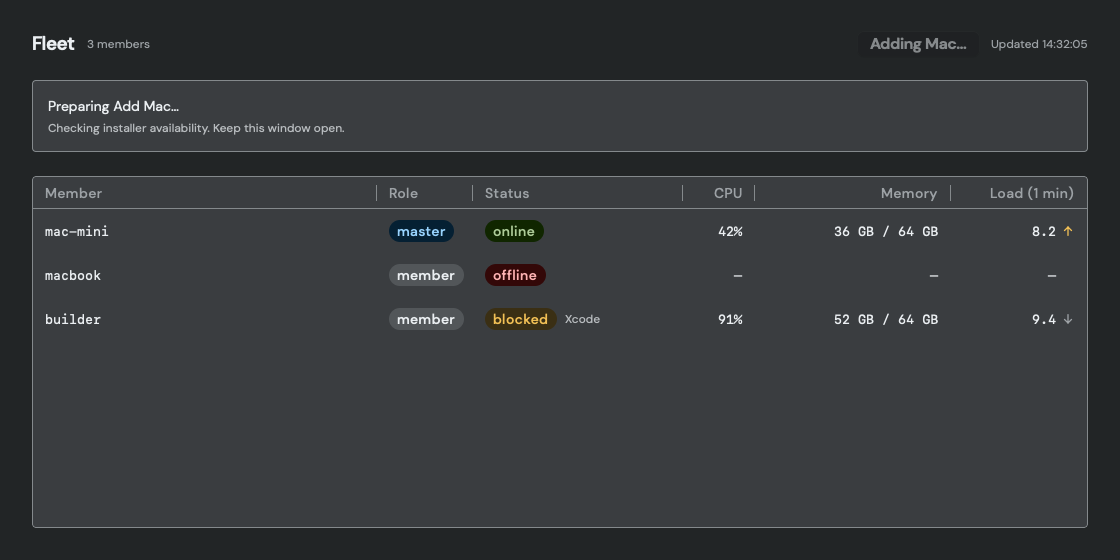 Fleet 3 members Adding Mac... Updated 14:32:05
Preparing Add Mac...
Checking installer availability. Keep this window open.
Member Role Status CPU Memory Load (1 min)
mac-mini master online 42% 36 GB / 64 GB 8.2 ↑
macbook member offline — — —
builder member blocked Xcode 91% 52 GB / 64 GB 9.4 ↓